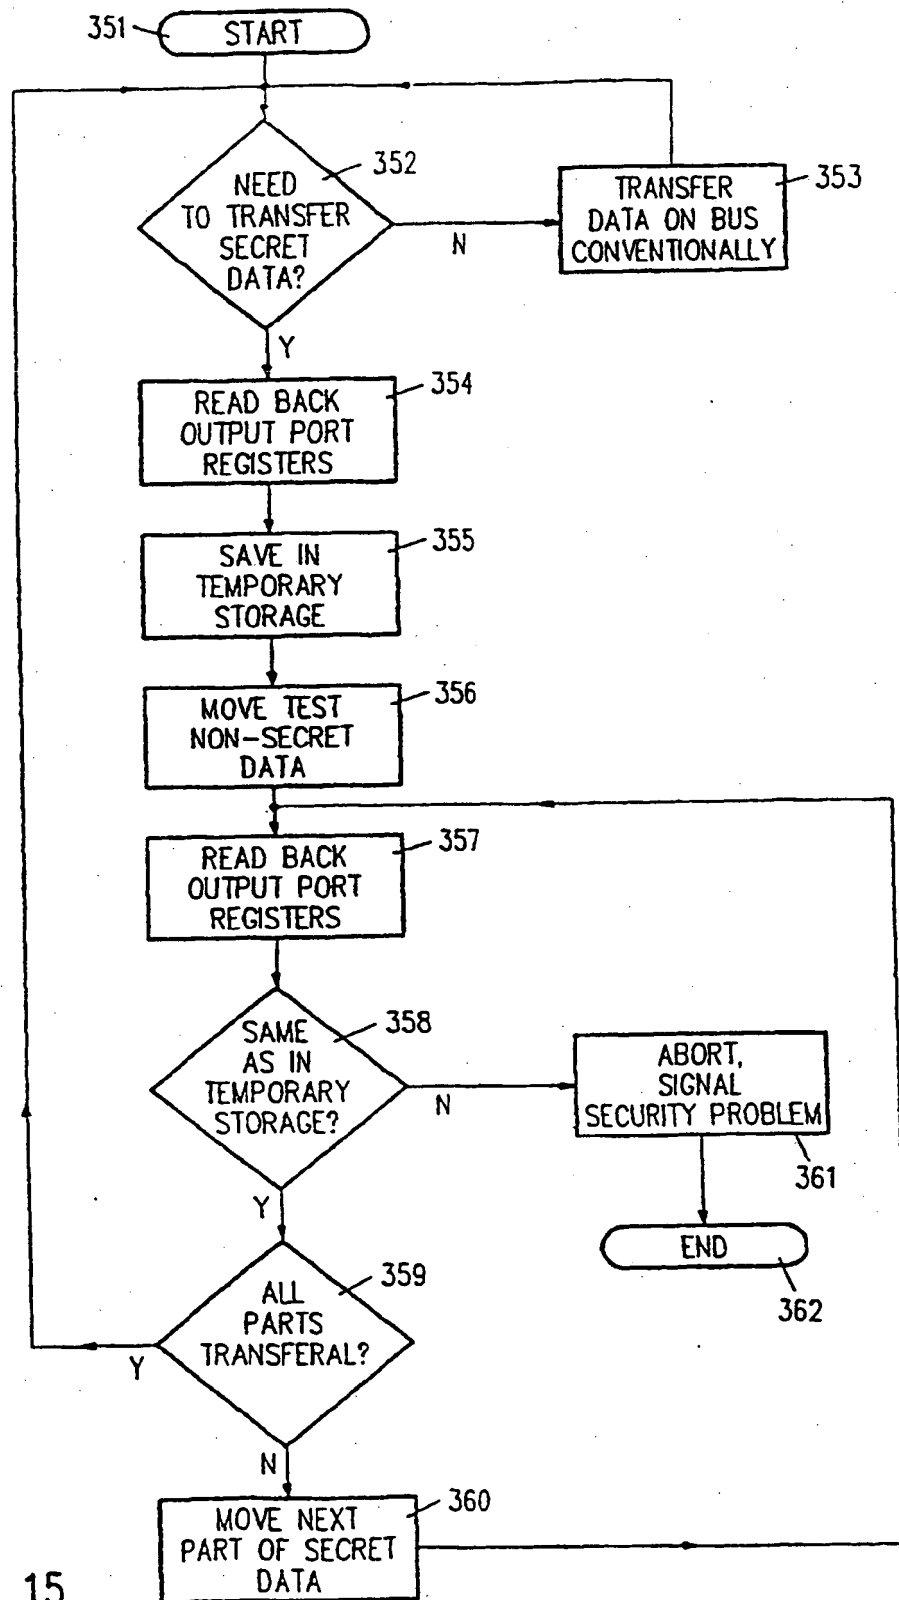 351
START
352
NEED
TO TRANSFER
SECRET
DATA?
N
353
TRANSFER
DATA ON BUS
CONVENTIONALLY
Y
354
READ BACK
OUTPUT PORT
REGISTERS
355
SAVE IN
TEMPORARY
STORAGE
356
MOVE TEST
NON-SECRET
DATA
357
READ BACK
OUTPUT PORT
REGISTERS
358
SAME
AS IN
TEMPORARY
STORAGE?
N
ABORT,
SIGNAL
SECURITY PROBLEM
361
Y
END
362
359
ALL
PARTS
TRANSFERAL?
Y
N
360
MOVE NEXT
PART OF SECRET
DATA
15